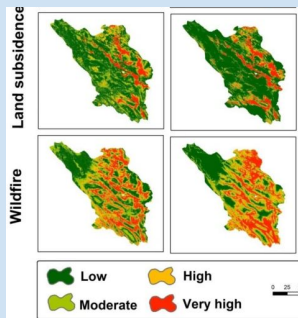 Land subsidence
Wildfire
Low
High
Moderate
Very high
0 25